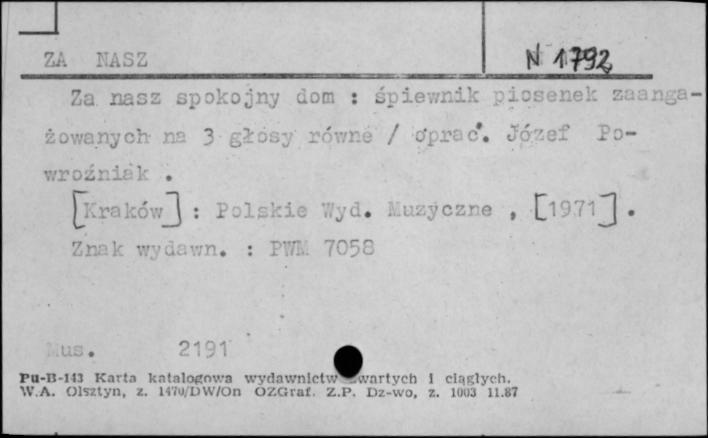 ZA NASZ
N 1792
Za nasz spokojny dom : śpiewnik piosenek zaanga-
żowanych na 3 głosy równe / oprac. Józef Po-
wroźniak .
[Kraków] : Polskie Wyd. Muzyczne , [1971] .
Znak wydawn. : PWM 7058
Mus. 2191
Pu-B-143 Karta katalogowa wydawnictw zwartych i ciągłych.
W.A. Olsztyn, z. 1470/DW/On OZGraf. Z.P. Dz-wo, z. 1003 11.87